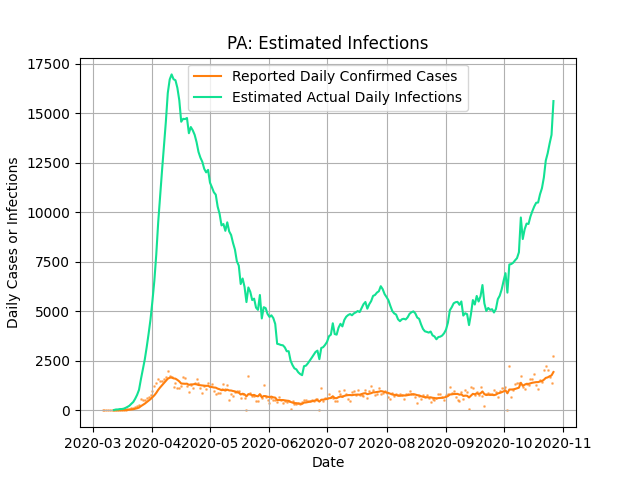 PA: Estimated Infections
Reported Daily Confirmed Cases
Estimated Actual Daily Infections
Daily Cases or Infections
17500
15000
12500
10000
7500
5000
2500
0
2020-03 2020-04 2020-05 2020-06 2020-07 2020-08 2020-09 2020-10 2020-11
Date